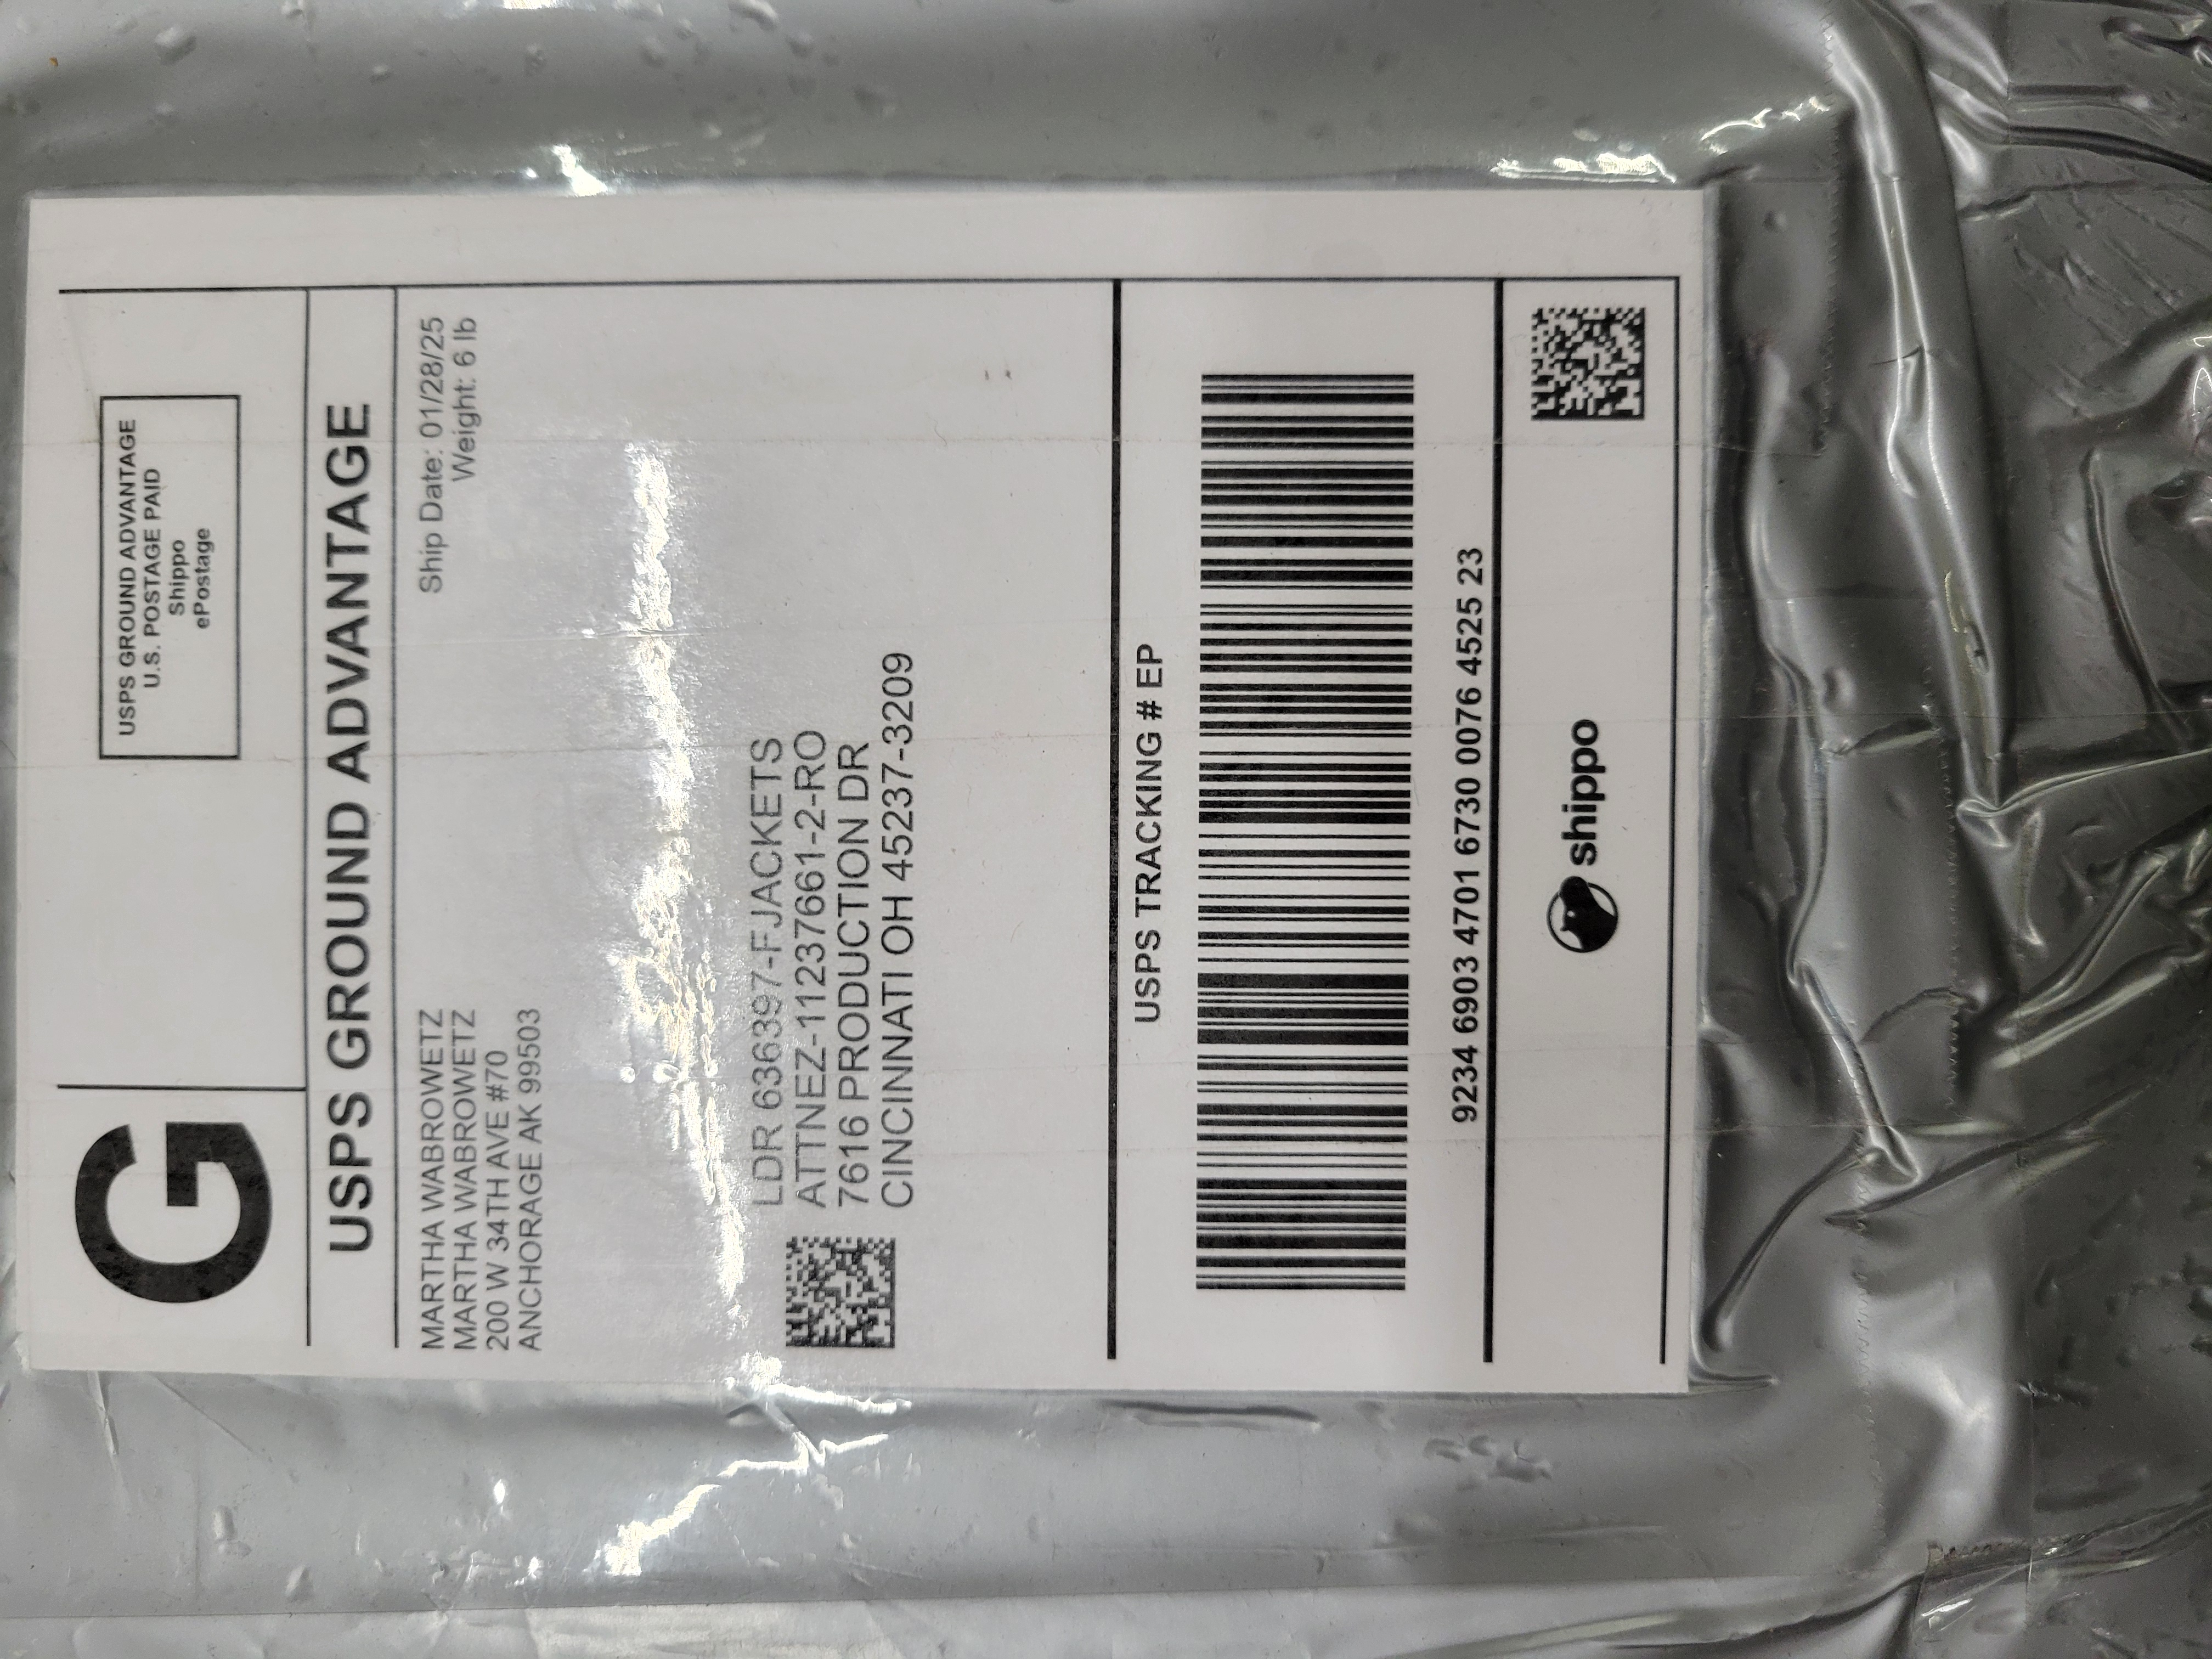 G
USPS GROUND ADVANTAGE
U.S. POSTAGE PAID
Shippo
ePostage
USPS GROUND ADVANTAGE
MARTHA WABROWETZ
MARTHA WABROWETZ
200 W 34TH AVE #70
ANCHORAGE AK 99503
Ship Date: 01/28/25
Weight: 6 lb
LDR 636397-FJACKETS
ATTNEZ-112376661-2-RO
7616 PRODUCTION DR
CINCINNATI OH 45237-3209
USPS TRACKING # EP
9234 6903 4701 6730 0076 4525 23
shippo